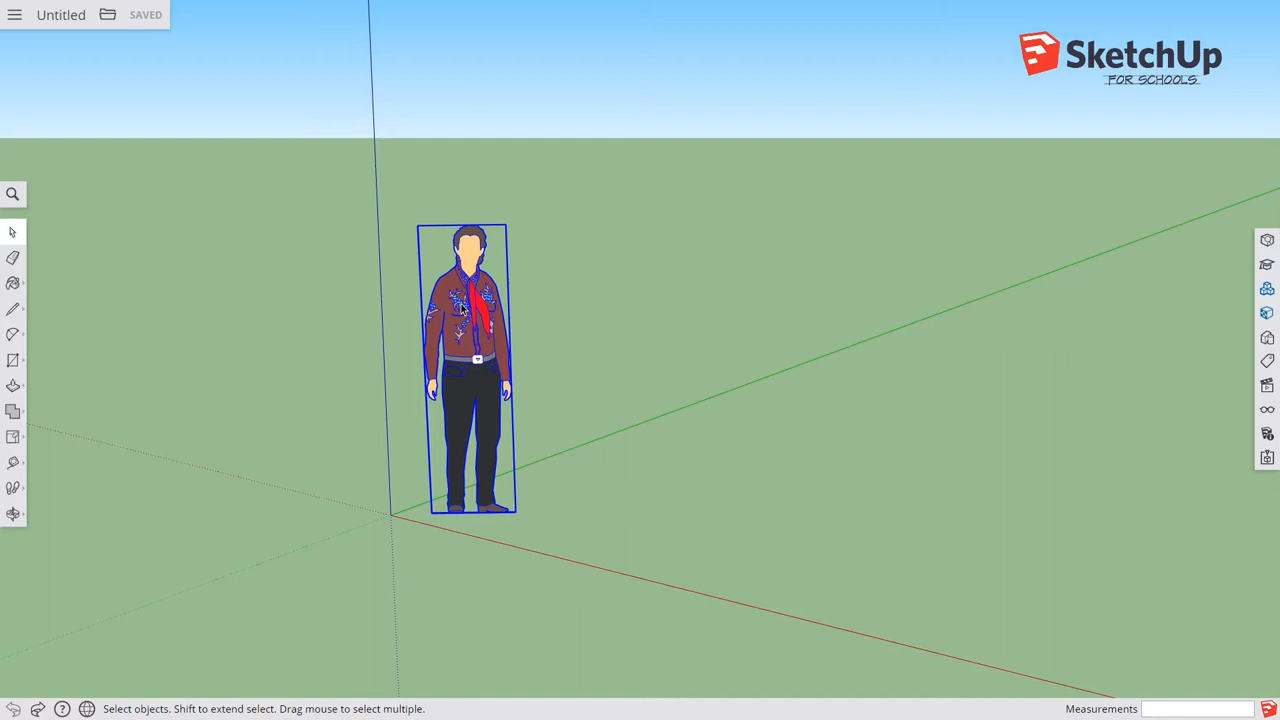 Untitled
SAVED
SketchUp
FOR SCHOOLS
Select objects. Shift to extend select. Drag mouse to select multiple.
Measurements